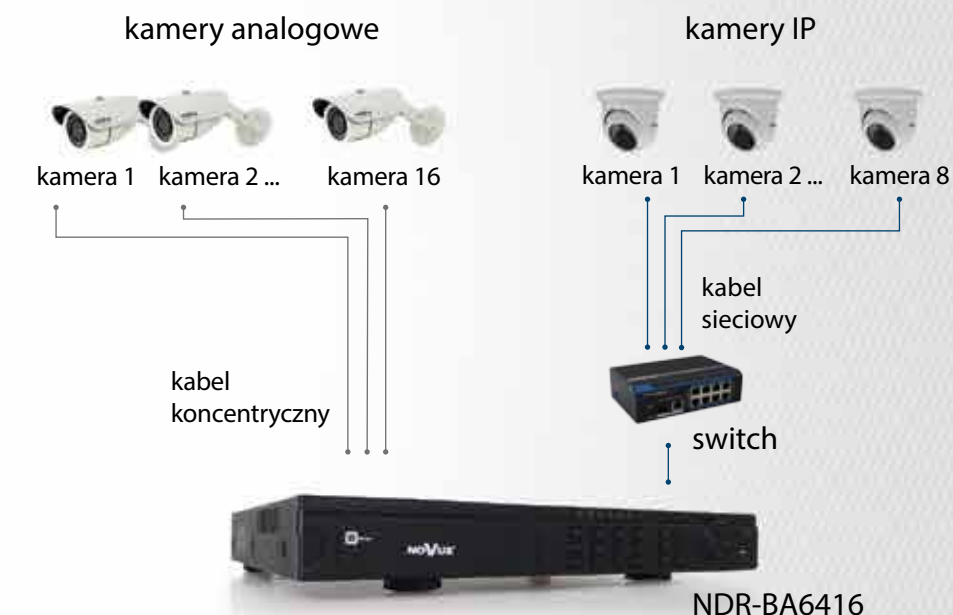 kamery analogowe
kamery IP
kamera 1 kamera 2 ... kamera 16
kamera 1 kamera 2 ... kamera 8
kabel
sieciowy
kabel
koncentryczny
switch
NOVUS
NDR-BA6416